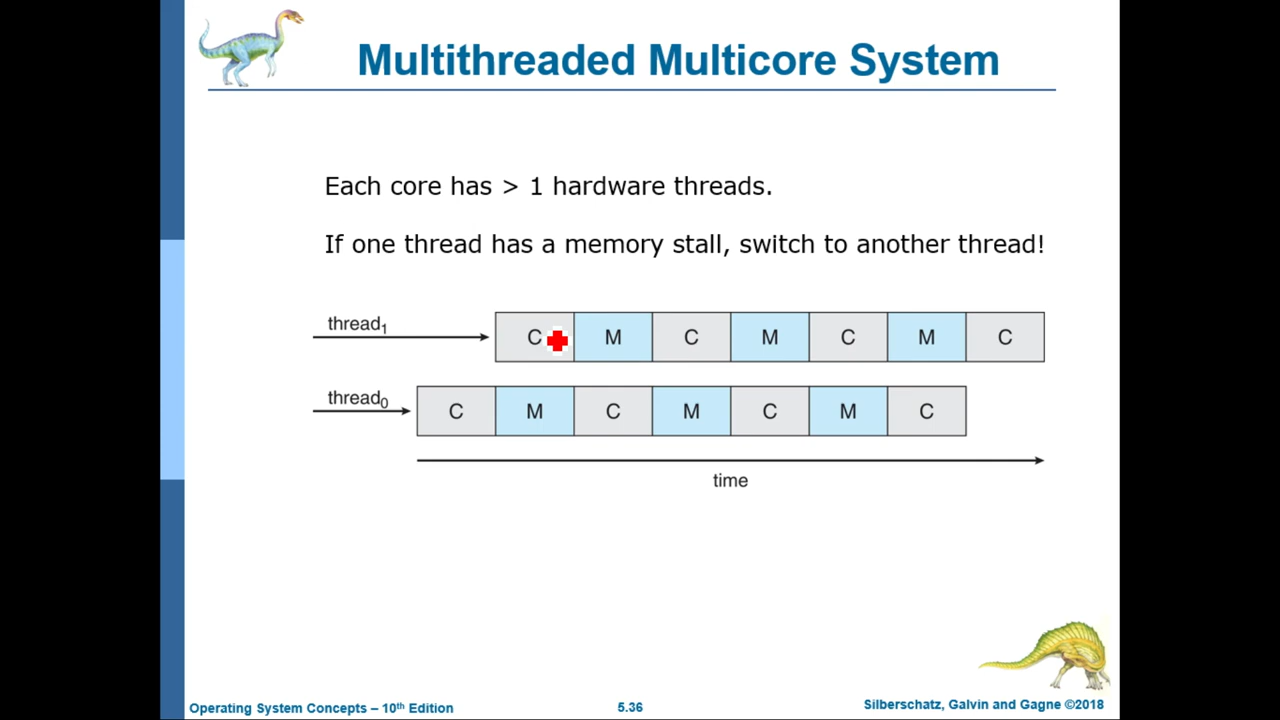 Multithreaded Multicore System
Each core has > 1 hardware threads.
If one thread has a memory stall, switch to another thread!
thread1
C M C M C M C
thread0
C M C M C M C
time
Operating System Concepts – 10th Edition
5.36
Silberschatz, Galvin and Gagne ©2018